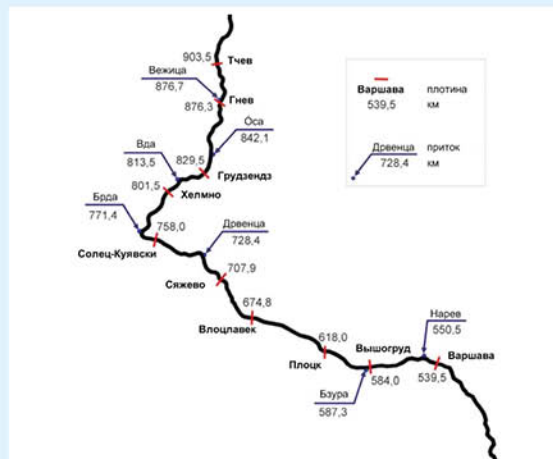 903,5
Тчев
Вежица
876,7
876,3
Гнев
Óса
842,1
Вда
813,5
829,5
Грудзендз
801,5
Хелмно
Брда
771,4
758,0
Солец-Куявски
Дрвенца
728,4
707,9
Сяжево
674,8
Влоцлавек
618,0
Плоцк
Вышогруд
584,0
Бзура
587,3
Нарев
550,5
Варшава
539,5
Варшава плотина
539,5 км
Дрвенца приток
728,4 км